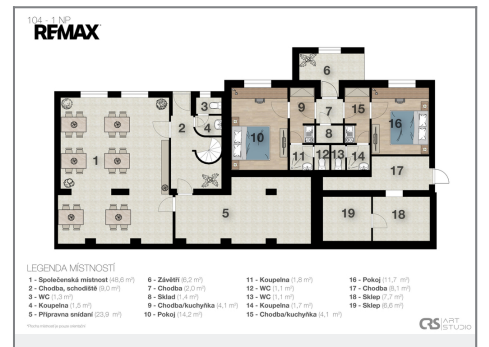 104 - 1.NP
RE/MAX
6
3
9
7
15
16
2
4
10
8
1
11
12
13
14
17
5
19
18
LEGENDA MÍSTNOSTÍ
1 - Společenská místnost (48,6 m²)
2 - Chodba, schodiště (9,0 m²)
3 - WC (1,3 m²)
4 - Koupelna (1,5 m²)
5 - Přípravna snídaní (23,9 m²)
6 - Závětří (6,2 m²)
7 - Chodba (2,0 m²)
8 - Sklad (1,4 m²)
9 - Chodba/kuchyňka (4,1 m²)
10 - Pokoj (14,2 m²)
11 - Koupelna (1,8 m²)
12 - WC (1,1 m²)
13 - WC (1,1 m²)
14 - Koupelna (1,7 m²)
15 - Chodba/kuchyňka (4,1 m²)
16 - Pokoj (11,7 m²)
17 - Chodba (8,1 m²)
18 - Sklep (7,7 m²)
19 - Sklep (6,6 m²)
CRS ART STUDIO